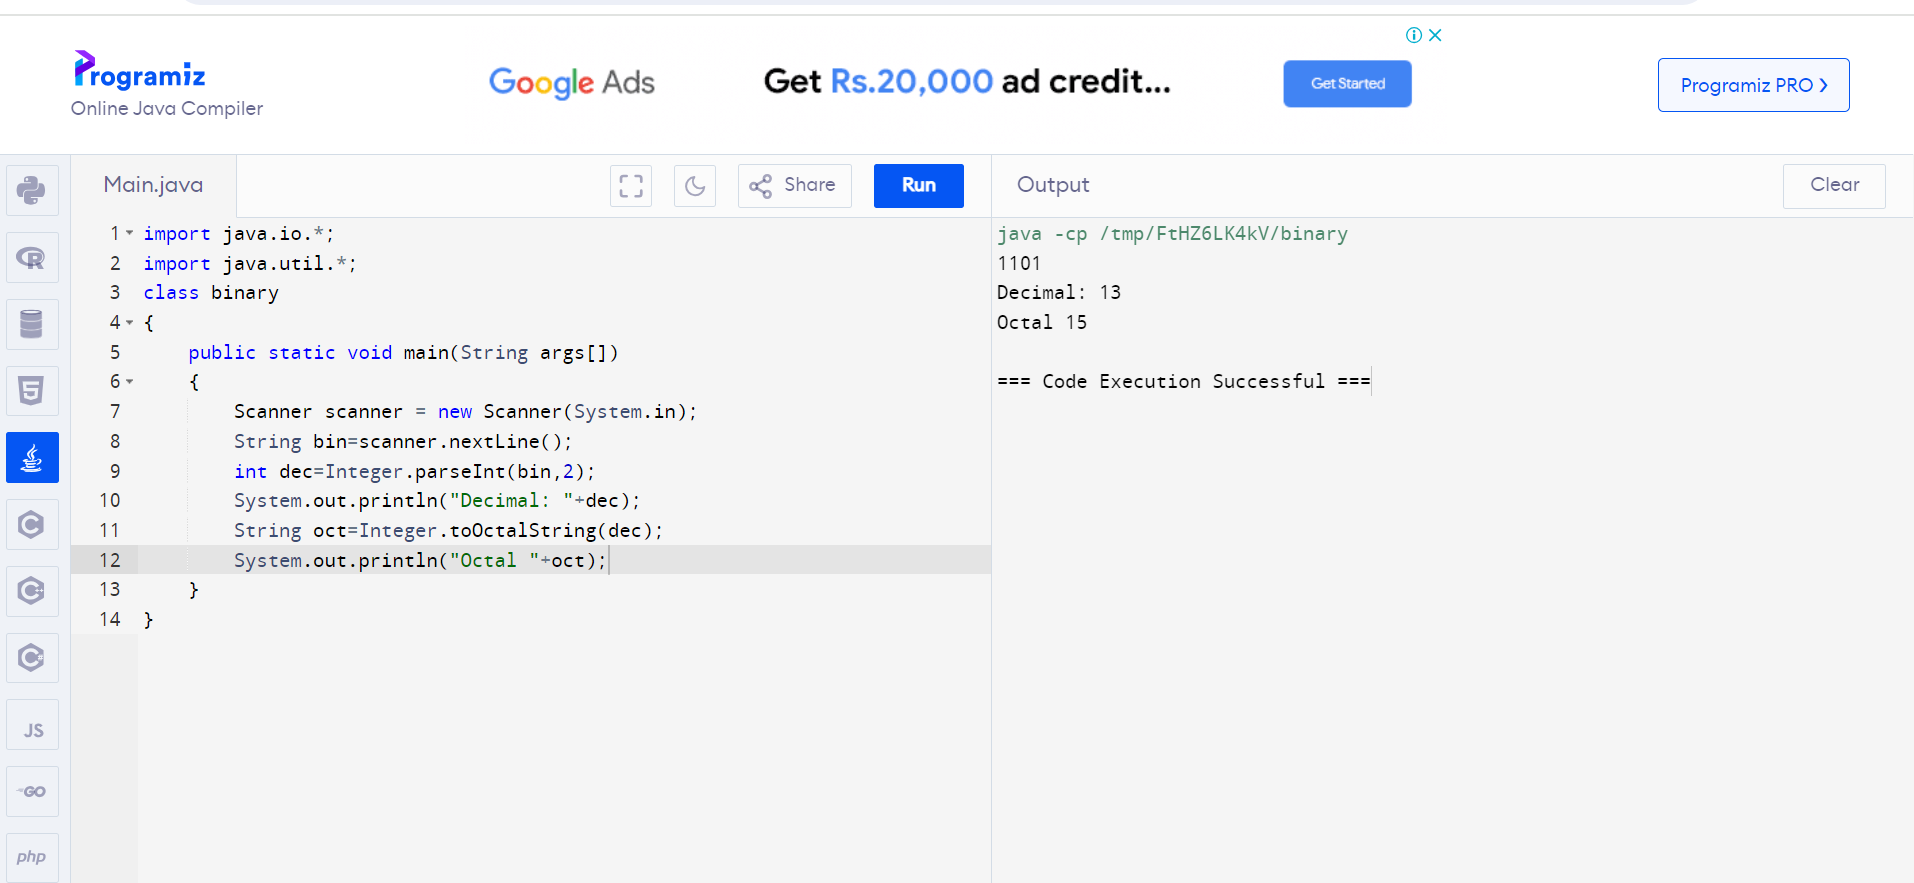 Programiz
Online Java Compiler
Google Ads
Get Rs.20,000 ad credit...
Get Started
Programiz PRO ❯
Main.java
Share
Run
Output
Clear
1 import java.io.*;
2 import java.util.*;
3 class binary
4 {
5     public static void main(String args[])
6     {
7         Scanner scanner = new Scanner(System.in);
8         String bin=scanner.nextLine();
9         int dec=Integer.parseInt(bin,2);
10         System.out.println("Decimal: "+dec);
11         String oct=Integer.toOctalString(dec);
12         System.out.println("Octal "+oct);
13     }
14 }
java -cp /tmp/FtHZ6LK4kV/binary
1101
Decimal: 13
Octal 15
=== Code Execution Successful ===
JS
GO
php